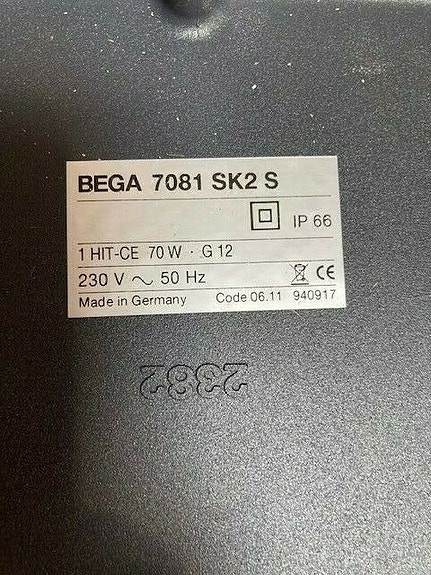 BEGA 7081 SK2 S
IP 66
1 HIT-CE 70 W · G 12
230 V ~ 50 Hz
CE
Made in Germany Code 06.11 940917
2382